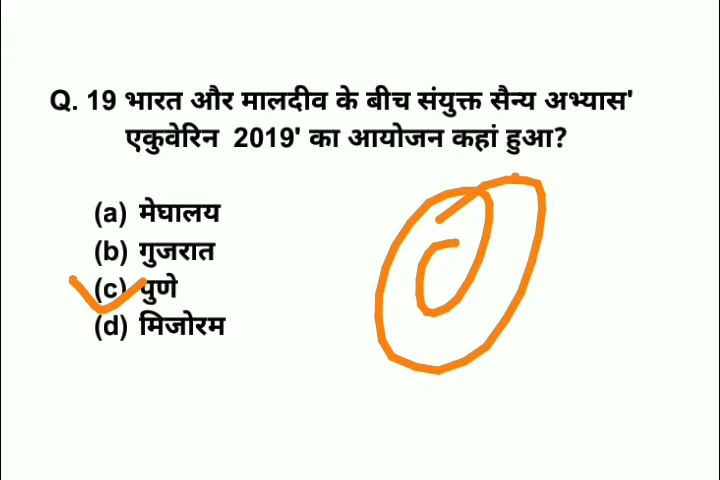 Q. 19 भारत और मालदीव के बीच संयुक्त सैन्य अभ्यास'
एकुवेरिन 2019' का आयोजन कहां हुआ?
(a) मेघालय
(b) गुजरात
(c) पुणे
(d) मिजोरम